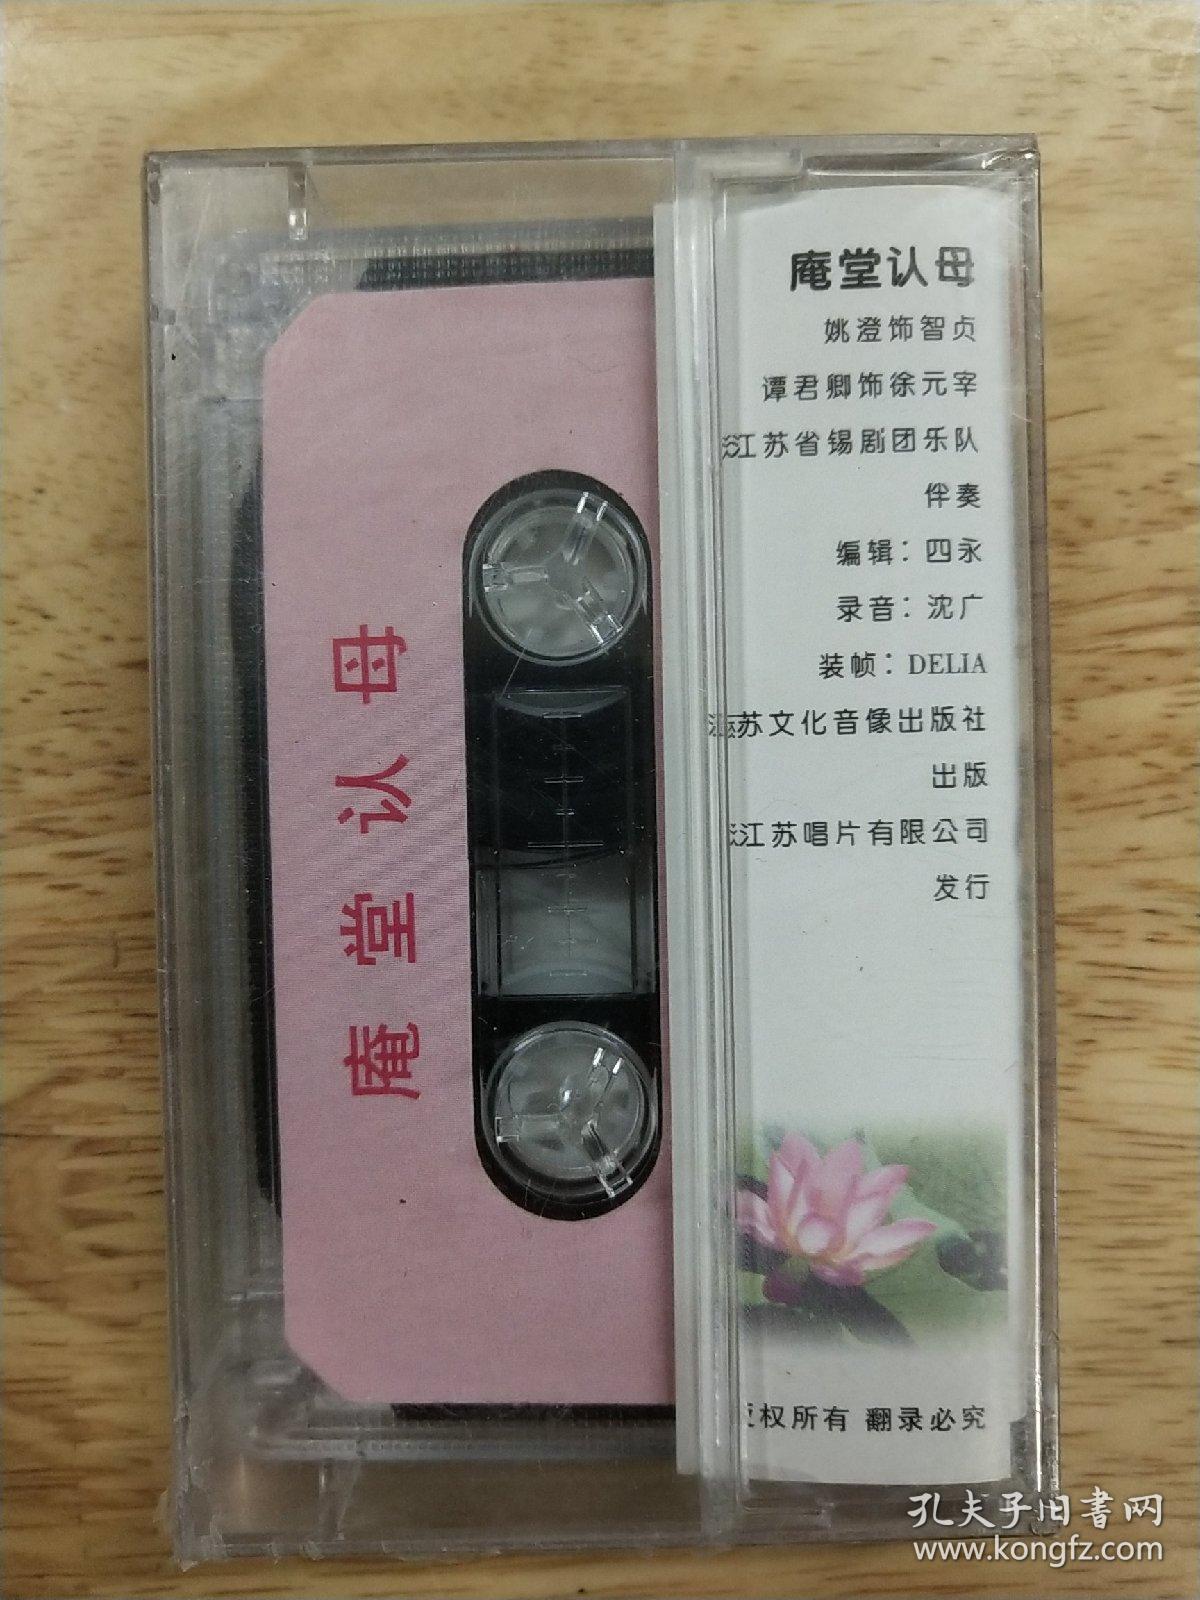 庵堂认母
庵堂认母
姚澄饰智贞
谭君卿饰徐元宰
江苏省锡剧团乐队
伴奏
编辑：四永
录音：沈广
装帧：DELIA
江苏文化音像出版社
出版
江苏唱片有限公司
发行
版权所有 翻录必究
孔夫子旧书网
www.kongfz.com